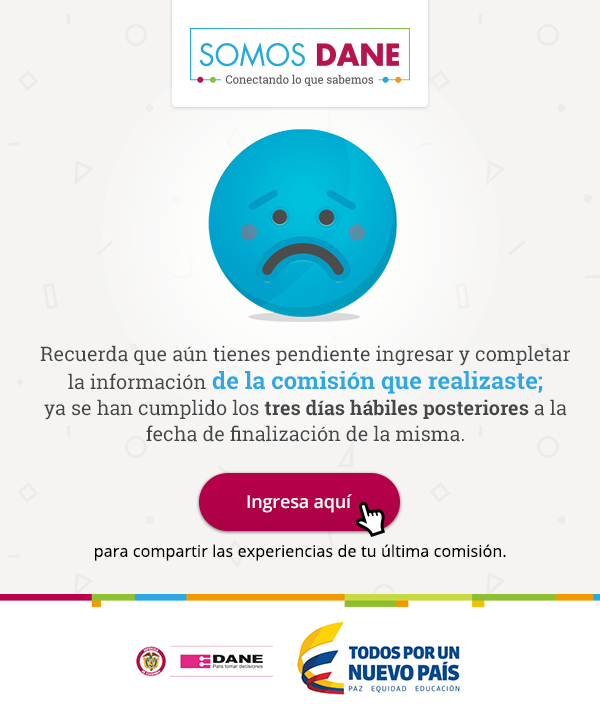 SOMOS DANE
Conectando lo que sabemos
Recuerda que aún tienes pendiente ingresar y completar
la información de la comisión que realizaste;
ya se han cumplido los tres días hábiles posteriores a la
fecha de finalización de la misma.
Ingresa aquí
para compartir las experiencias de tu última comisión.
DANE
Para tomar decisiones
TODOS POR UN
NUEVO PAÍS
PAZ EQUIDAD EDUCACIÓN